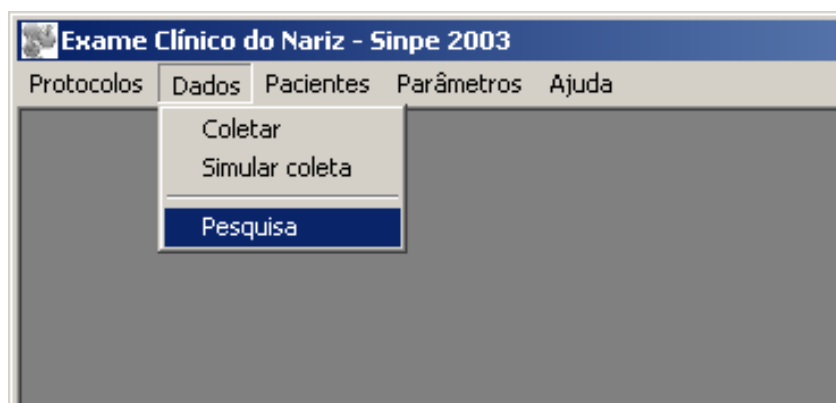 Exame Clínico do Nariz - Sinpe 2003
Protocolos Dados Pacientes Parâmetros Ajuda
Coletar
Simular coleta
Pesquisa